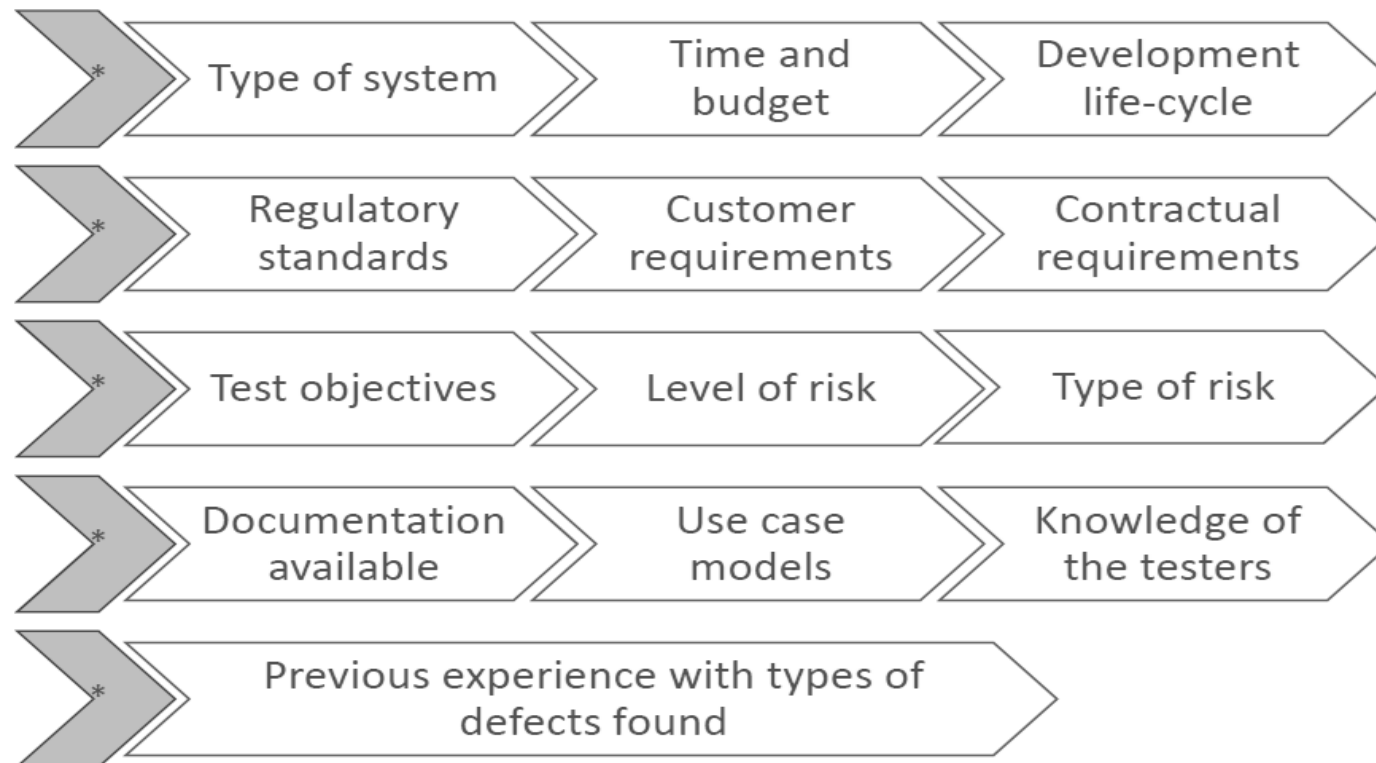 * Type of system
Time and
budget
Development
life-cycle
* Regulatory
standards
Customer
requirements
Contractual
requirements
* Test objectives
Level of risk
Type of risk
* Documentation
available
Use case
models
Knowledge of
the testers
* Previous experience with types of
defects found